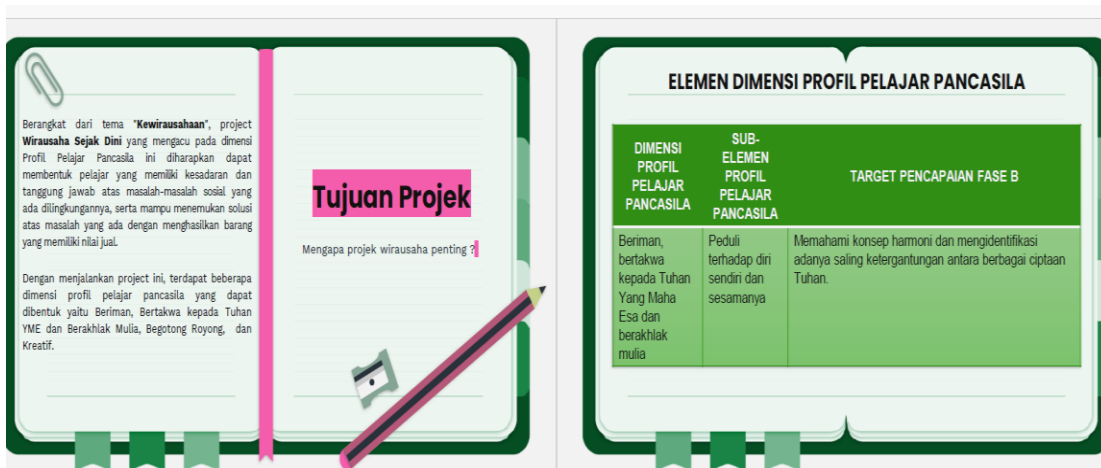 Berangkat dari tema "Kewirausahaan", project
Wirausaha Sejak Dini yang mengacu pada dimensi
Profil Pelajar Pancasila ini diharapkan dapat
membentuk pelajar yang memiliki kesadaran dan
tanggung jawab atas masalah-masalah sosial yang
ada dilingkungannya, serta mampu menemukan solusi
atas masalah yang ada dengan menghasilkan barang
yang memiliki nilai jual.
Dengan menjalankan project ini, terdapat beberapa
dimensi profil pelajar pancasila yang dapat
dibentuk yaitu Beriman, Bertakwa kepada Tuhan
YME dan Berakhlak Mulia, Begotong Royong, dan
Kreatif.
Tujuan Projek
Mengapa projek wirausaha penting ?
ELEMEN DIMENSI PROFIL PELAJAR PANCASILA
DIMENSI
PROFIL
PELAJAR
PANCASILA
SUB-
ELEMEN
PROFIL
PELAJAR
PANCASILA
TARGET PENCAPAIAN FASE B
Beriman,
bertakwa
kepada Tuhan
Yang Maha
Esa dan
berakhlak
mulia
Peduli
terhadap diri
sendiri dan
sesamanya
Memahami konsep harmoni dan mengidentifikasi
adanya saling ketergantungan antara berbagai ciptaan
Tuhan.